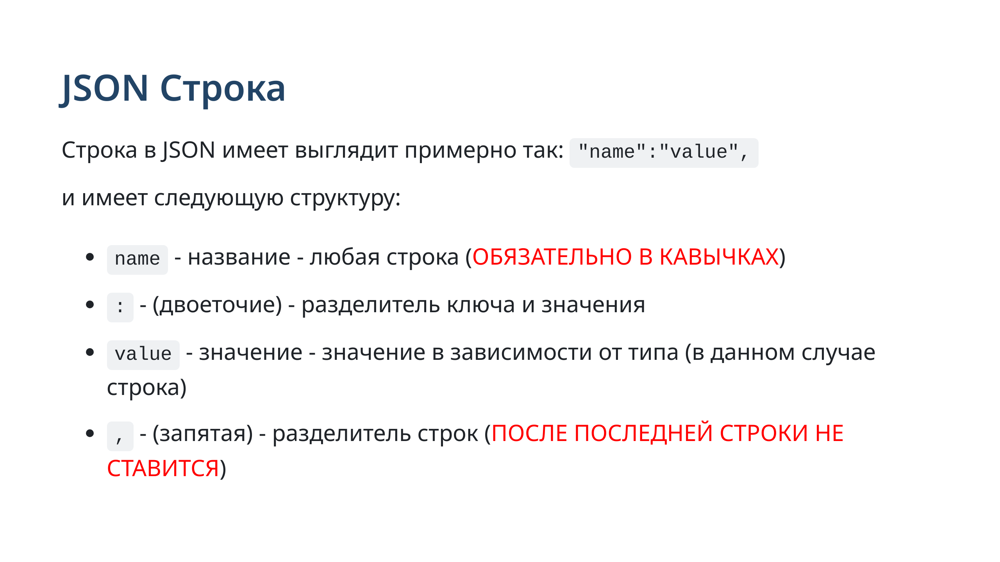 JSON Строка
Строка в JSON имеет выглядит примерно так: "name":"value",
и имеет следующую структуру:
name - название - любая строка (ОБЯЗАТЕЛЬНО В КАВЫЧКАХ)
: - (двоеточие) - разделитель ключа и значения
value - значение - значение в зависимости от типа (в данном случае
строка)
, - (запятая) - разделитель строк (ПОСЛЕ ПОСЛЕДНЕЙ СТРОКИ НЕ
СТАВИТСЯ)